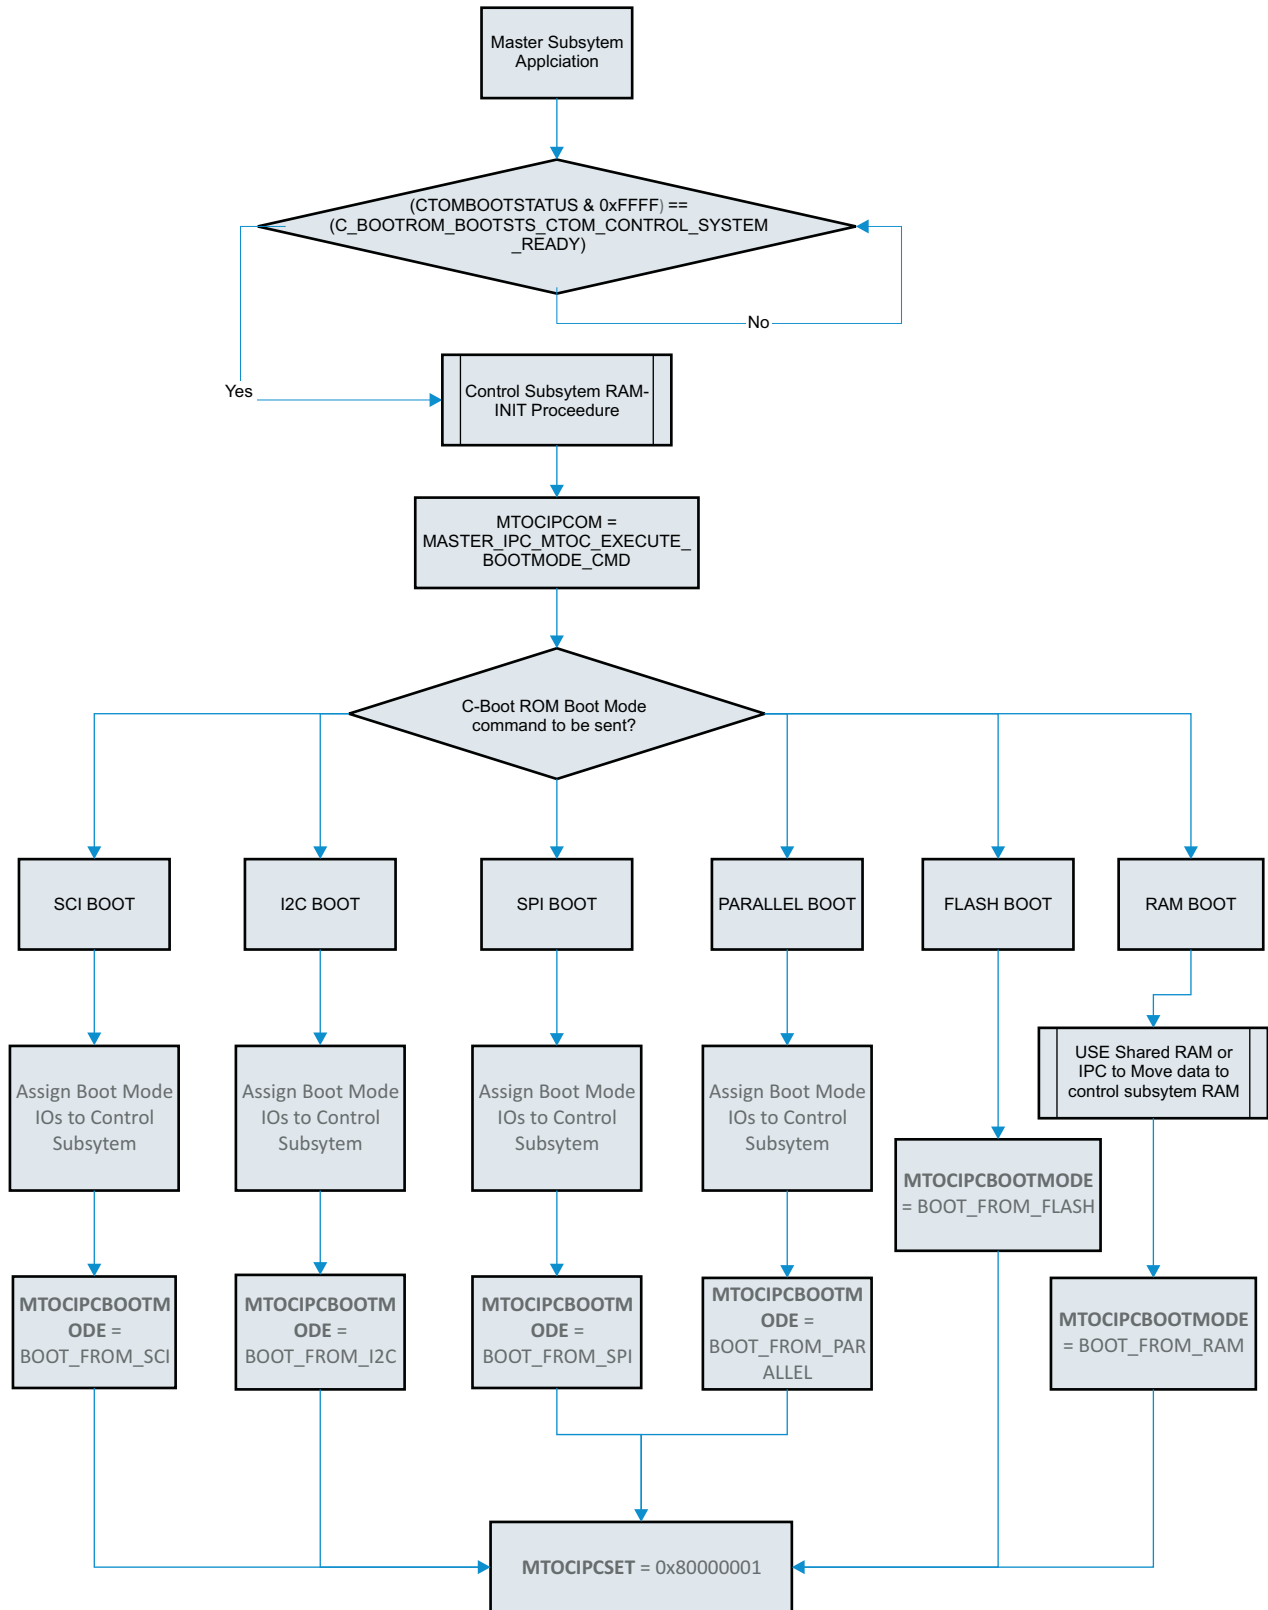 Master Subsytem
Applciation
(CTOMBOOTSTATUS & 0xFFFF) ==
(C_BOOTROM_BOOTSTS_CTOM_CONTROL_SYSTEM
_READY)
No
Yes
Control Subsytem RAM-
INIT Proceedure
MTOCIPCOM =
MASTER_IPC_MTOC_EXECUTE_
BOOTMODE_CMD
C-Boot ROM Boot Mode
command to be sent?
SCI BOOT
I2C BOOT
SPI BOOT
PARALLEL BOOT
FLASH BOOT
RAM BOOT
Assign Boot Mode
IOs to Control
Subsytem
Assign Boot Mode
IOs to Control
Subsytem
Assign Boot Mode
IOs to Control
Subsytem
Assign Boot Mode
IOs to Control
Subsytem
USE Shared RAM or
IPC to Move data to
control subsytem RAM
MTOCIPCBOOTMODE
= BOOT_FROM_FLASH
MTOCIPCBOOTM
ODE =
BOOT_FROM_SCI
MTOCIPCBOOTM
ODE =
BOOT_FROM_I2C
MTOCIPCBOOTM
ODE =
BOOT_FROM_SPI
MTOCIPCBOOTM
ODE =
BOOT_FROM_PAR
ALLEL
MTOCIPCBOOTMODE
= BOOT_FROM_RAM
MTOCIPCSET = 0x80000001